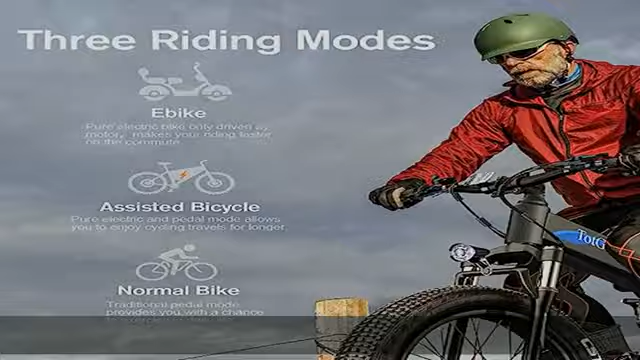 Three Riding Modes
Ebike
Pure electric bike only driven by
motor, makes your riding faster
on the commute.
Assisted Bicycle
Pure electric and pedal mode allows
you to enjoy cycling travels for longer.
Normal Bike
Traditional pedal mode
provides you with a chance
TotG